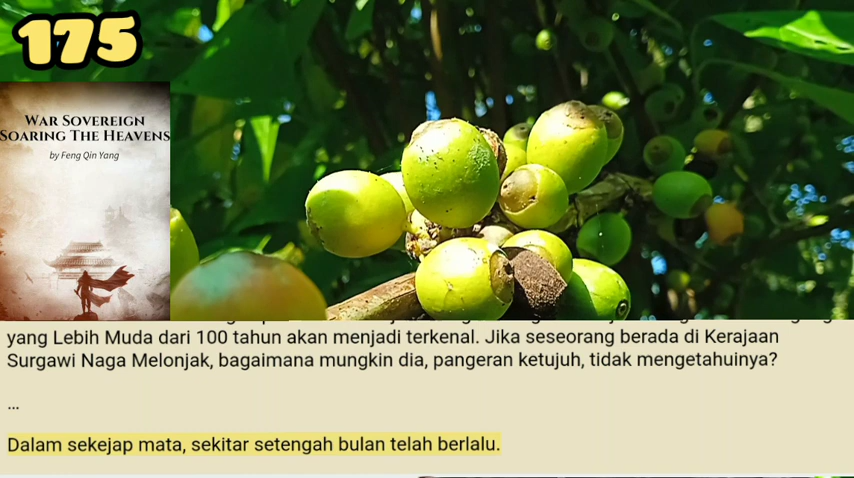 175
WAR SOVEREIGN
SOARING THE HEAVENS
by Feng Qin Yang
yang Lebih Muda dari 100 tahun akan menjadi terkenal. Jika seseorang berada di Kerajaan
Surgawi Naga Melonjak, bagaimana mungkin dia, pangeran ketujuh, tidak mengetahuinya?
...
Dalam sekejap mata, sekitar setengah bulan telah berlalu.